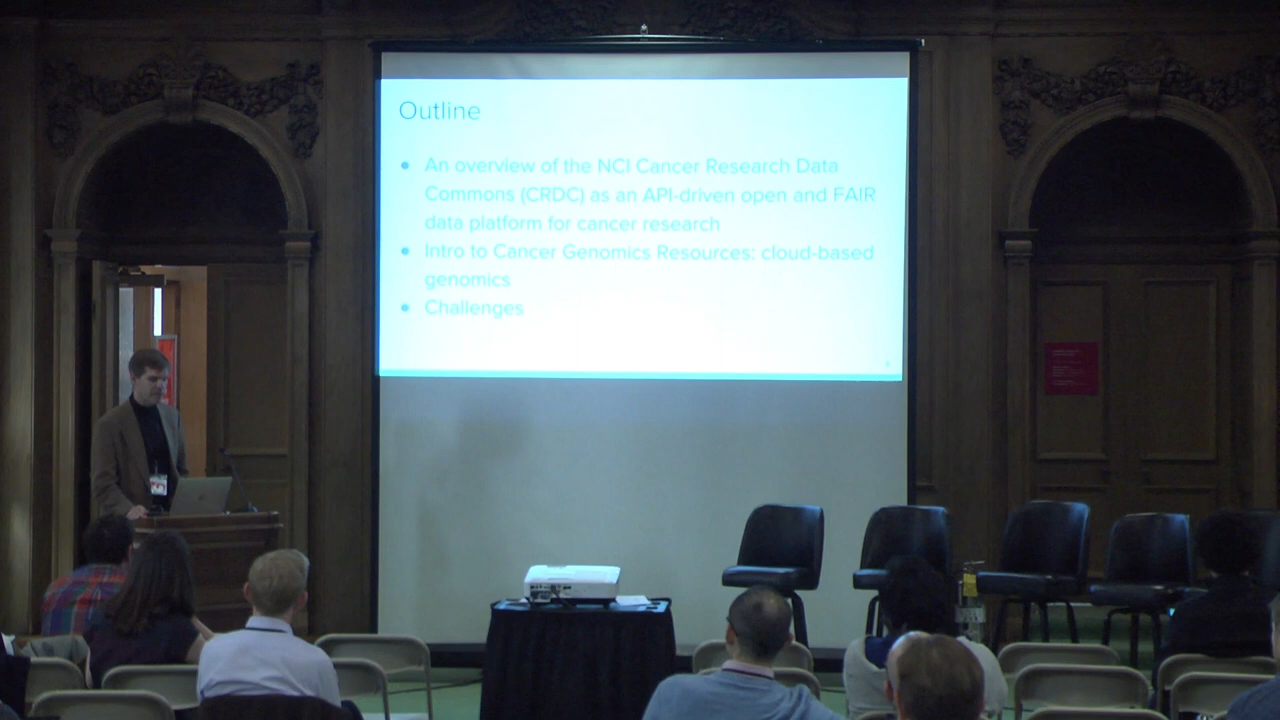 Outline
• An overview of the NCI Cancer Research Data
Commons (CRDC) as an API-driven open and FAIR
data platform for cancer research
• Intro to Cancer Genomics Resources: cloud-based
genomics
• Challenges